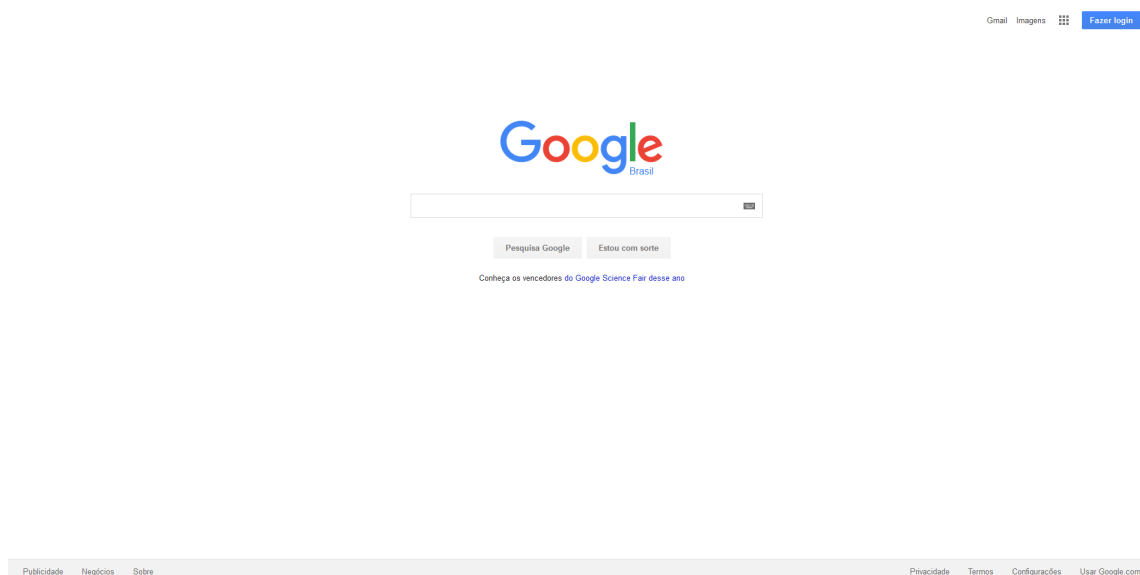 Gmail Imagens Fazer login
Google
Brasil
Pesquisa Google Estou com sorte
Conheça os vencedores do Google Science Fair desse ano
Publicidade Negócios Sobre Privacidade Termos Configurações Usar Google.com